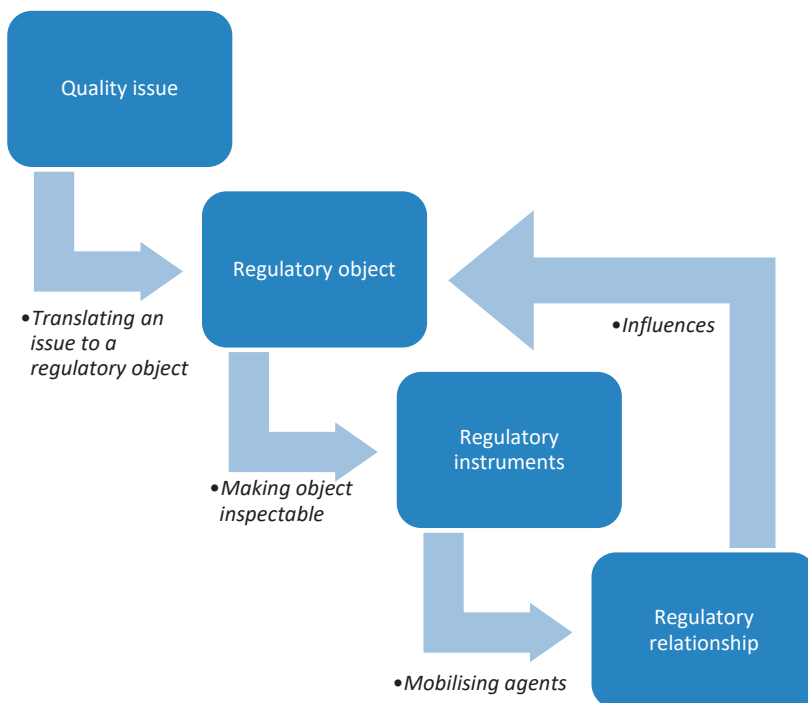 Quality issue
•Translating an
issue to a
regulatory object
Regulatory object
•Influences
•Making object
inspectable
Regulatory
instruments
•Mobilising agents
Regulatory
relationship